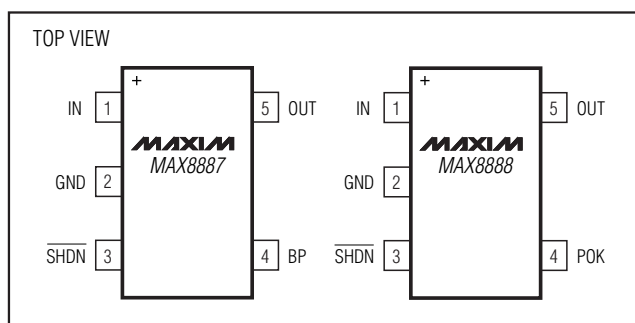 TOP VIEW
+
IN 1
5 OUT
MAXIM
MAX8887
GND 2
SHDN 3
4 BP
+
IN 1
5 OUT
MAXIM
MAX8888
GND 2
SHDN 3
4 POK